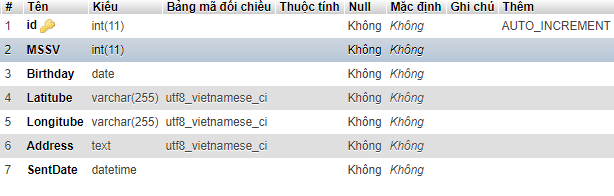 # Tên Kiểu Bảng mã đối chiếu Thuộc tính Null Mặc định Ghi chú Thêm
1 id int(11) Không Không AUTO_INCREMENT
2 MSSV int(11) Không Không
3 Birthday date Không Không
4 Latitube varchar(255) utf8_vietnamese_ci Không Không
5 Longitube varchar(255) utf8_vietnamese_ci Không Không
6 Address text utf8_vietnamese_ci Không Không
7 SentDate datetime Không Không